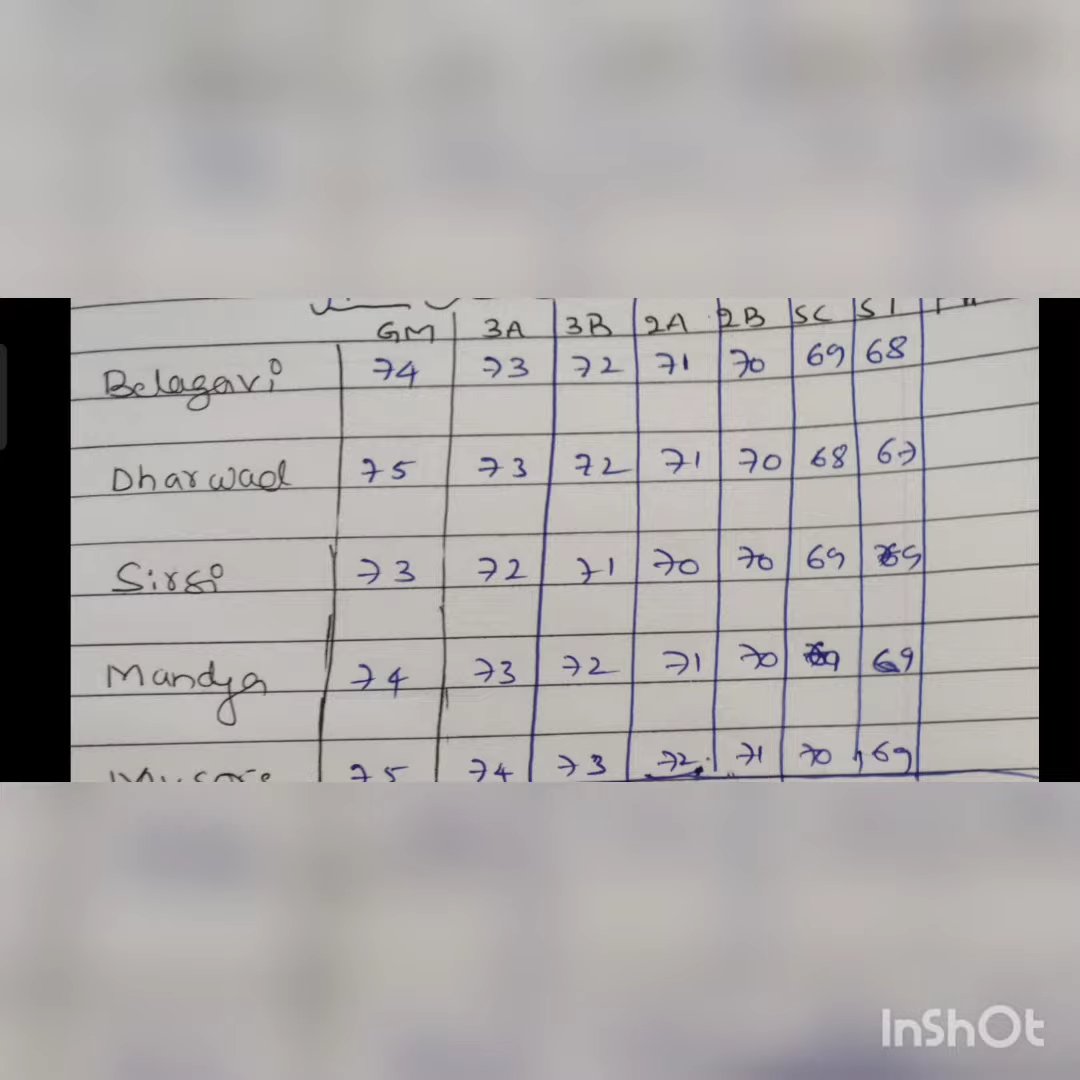 GM 3A 3B 2A 2B SC ST
Belagavi 74 73 72 71 70 69 68
Dharwad 75 73 72 71 70 68 67
Sirsi 73 72 71 70 70 69 69
Mandya 74 73 72 71 70 69 69
75 74 73 72 71 70 69
InShOt